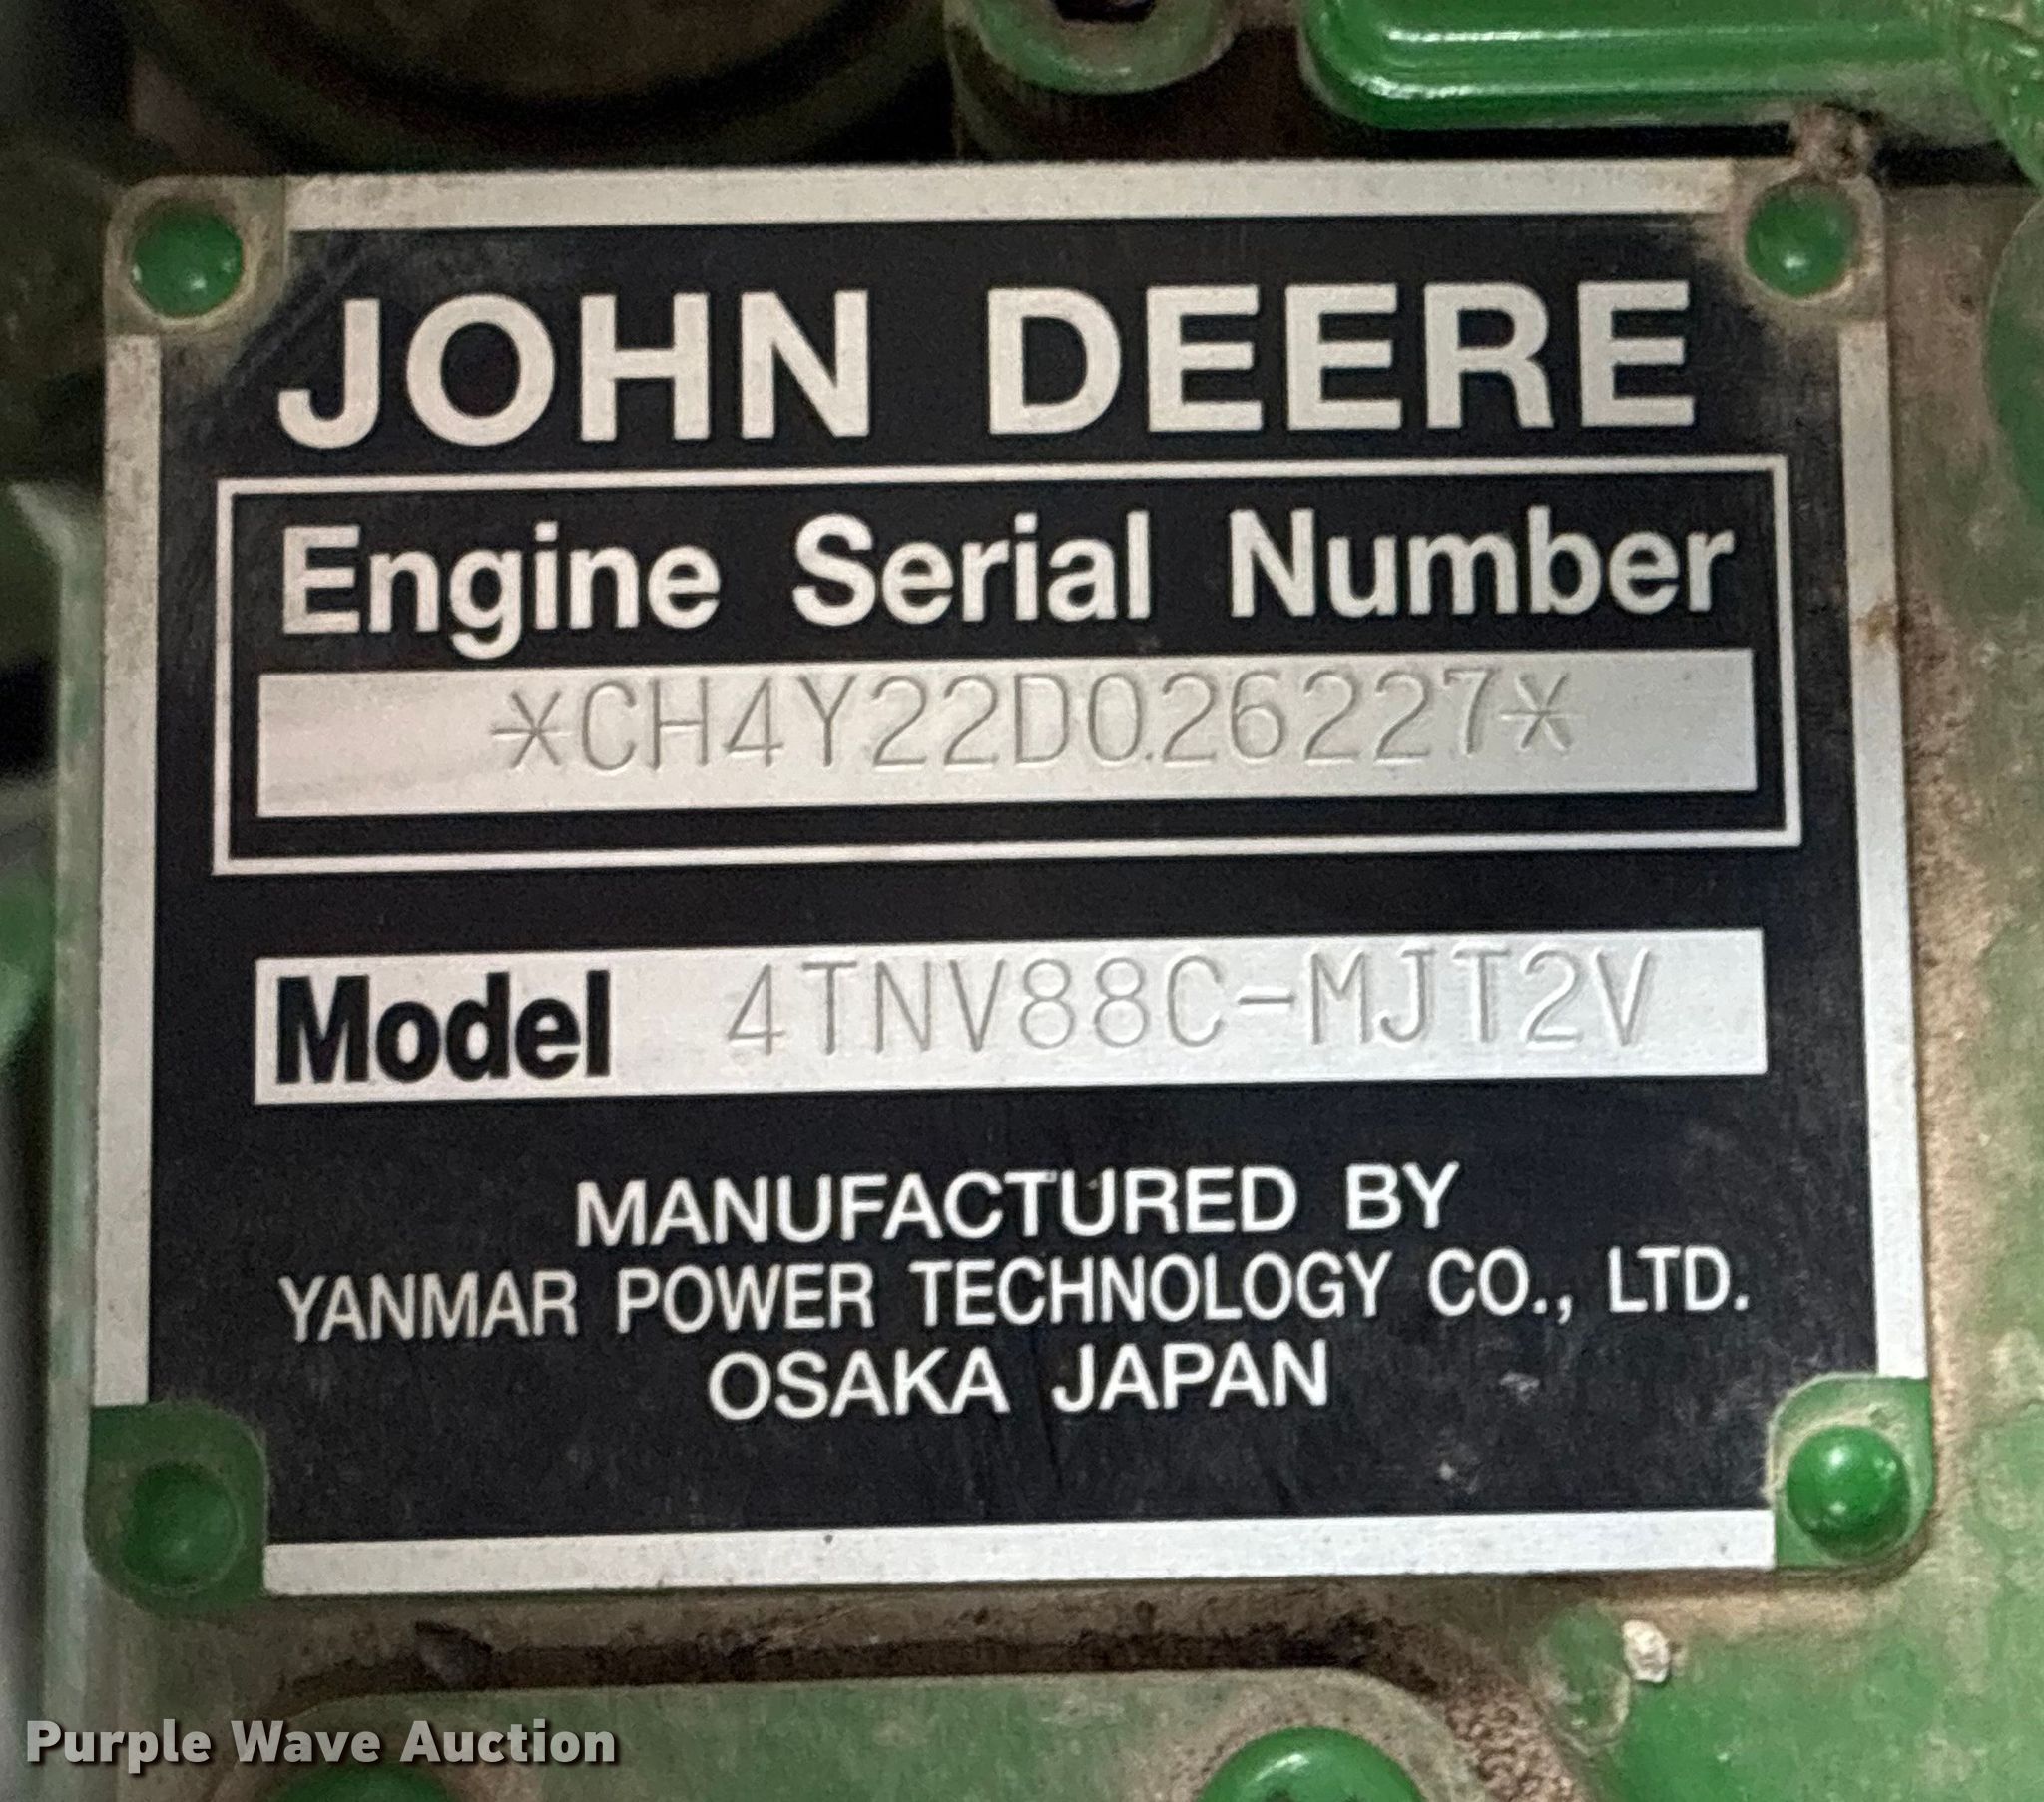 JOHN DEERE
Engine Serial Number
*CH4Y22D026227*
Model 4TNV88C-MJT2V
MANUFACTURED BY
YANMAR POWER TECHNOLOGY CO., LTD.
OSAKA JAPAN
Purple Wave Auction